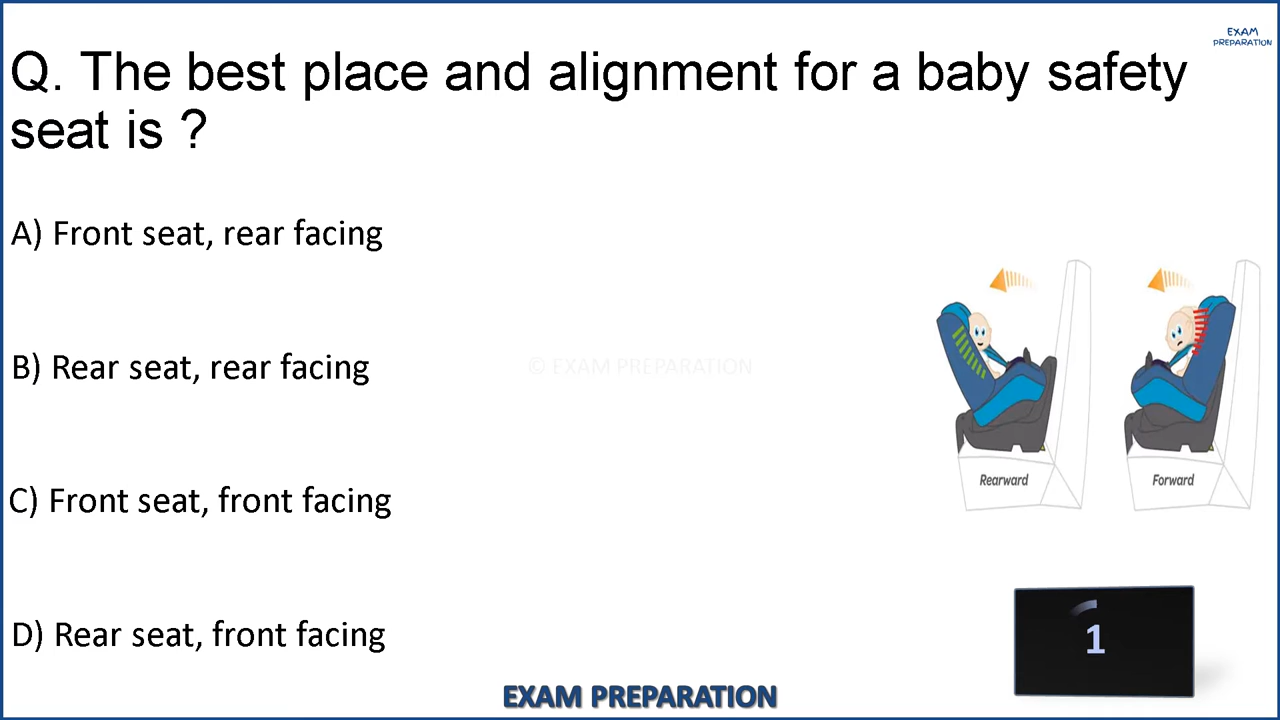 EXAM
PREPARATION
Q. The best place and alignment for a baby safety
seat is ?
A) Front seat, rear facing
B) Rear seat, rear facing
© EXAM PREPARATION
C) Front seat, front facing
Rearward
Forward
D) Rear seat, front facing
1
EXAM PREPARATION